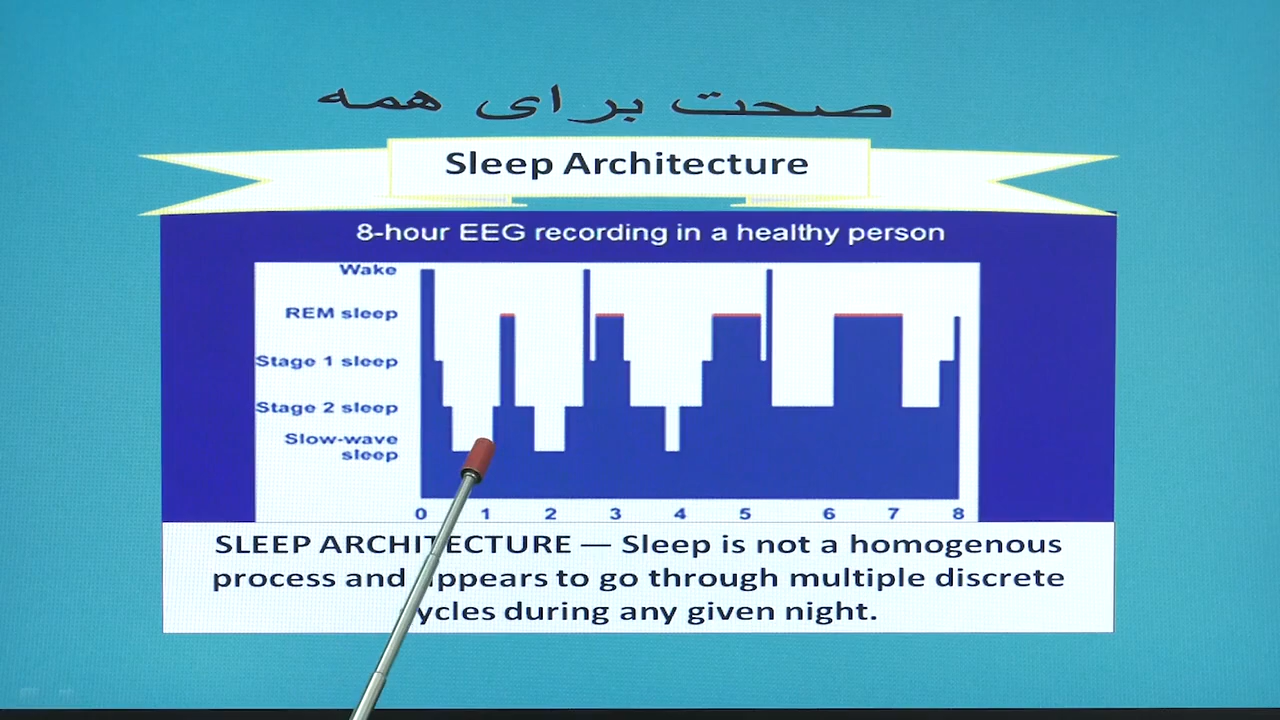 صحت برای همه
Sleep Architecture
8-hour EEG recording in a healthy person
Wake
REM sleep
Stage 1 sleep
Stage 2 sleep
Slow-wave
sleep
0 1 2 3 4 5 6 7 8
SLEEP ARCHITECTURE — Sleep is not a homogenous
process and appears to go through multiple discrete
cycles during any given night.